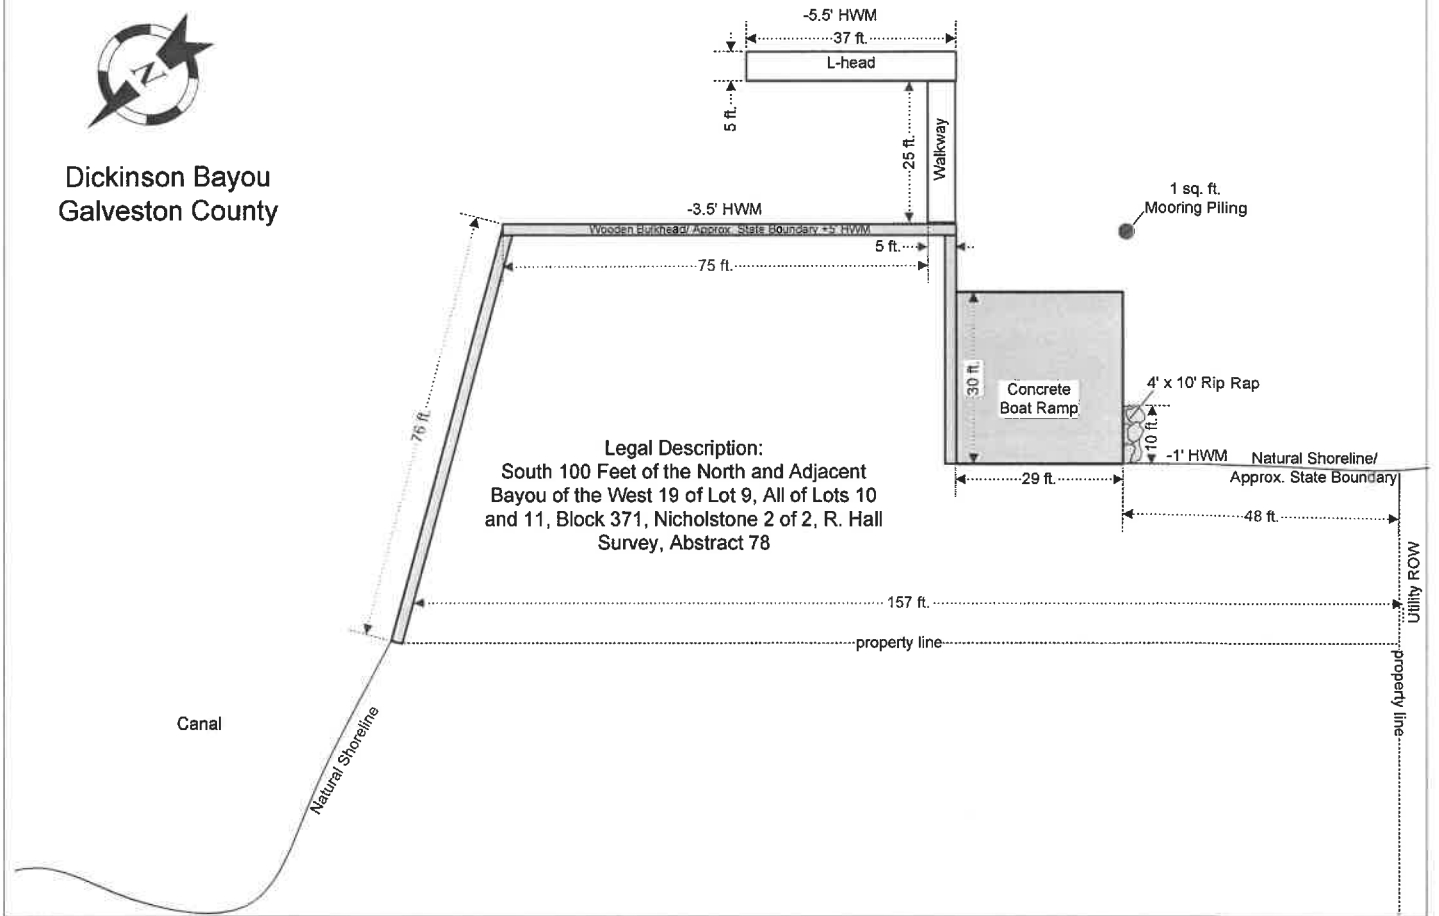 -5.5' HWM
37 ft.
L-head
5 ft.
25 ft.
Walkway
N
Dickinson Bayou
Galveston County
1 sq. ft.
Mooring Piling
-3.5' HWM
Wooden Bulkhead/ Approx. State Boundary +5' HWM
5 ft.
75 ft.
76 ft.
30 ft.
Concrete
Boat Ramp
4' x 10' Rip Rap
10 ft.
-1' HWM
Natural Shoreline/
Approx. State Boundary
29 ft.
48 ft.
Legal Description:
South 100 Feet of the North and Adjacent
Bayou of the West 19 of Lot 9, All of Lots 10
and 11, Block 371, Nicholstone 2 of 2, R. Hall
Survey, Abstract 78
157 ft.
Utility ROW
property line
property line
Canal
Natural Shoreline